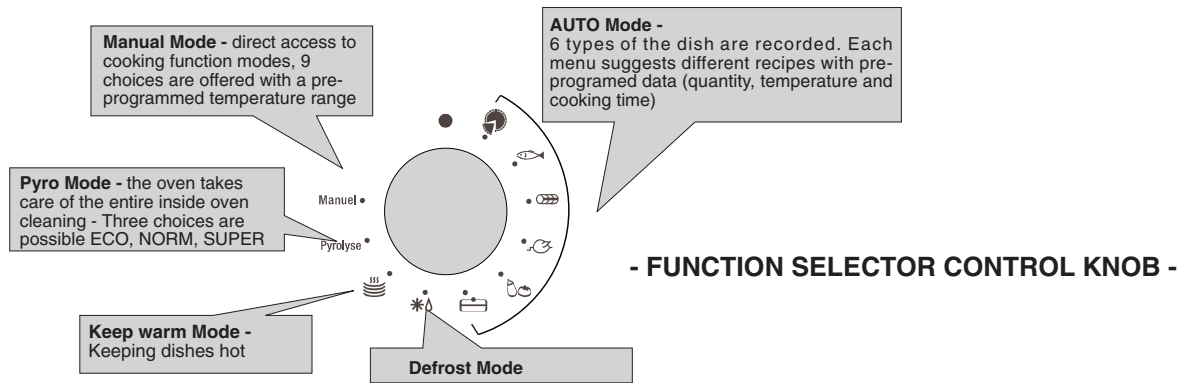 Manual Mode - direct access to
cooking function modes, 9
choices are offered with a pre-
programmed temperature range
AUTO Mode -
6 types of the dish are recorded. Each
menu suggests different recipes with pre-
programed data (quantity, temperature and
cooking time)
Pyro Mode - the oven takes
care of the entire inside oven
cleaning - Three choices are
possible ECO, NORM, SUPER
Manuel
Pyrolyse
- FUNCTION SELECTOR CONTROL KNOB -
Keep warm Mode -
Keeping dishes hot
Defrost Mode